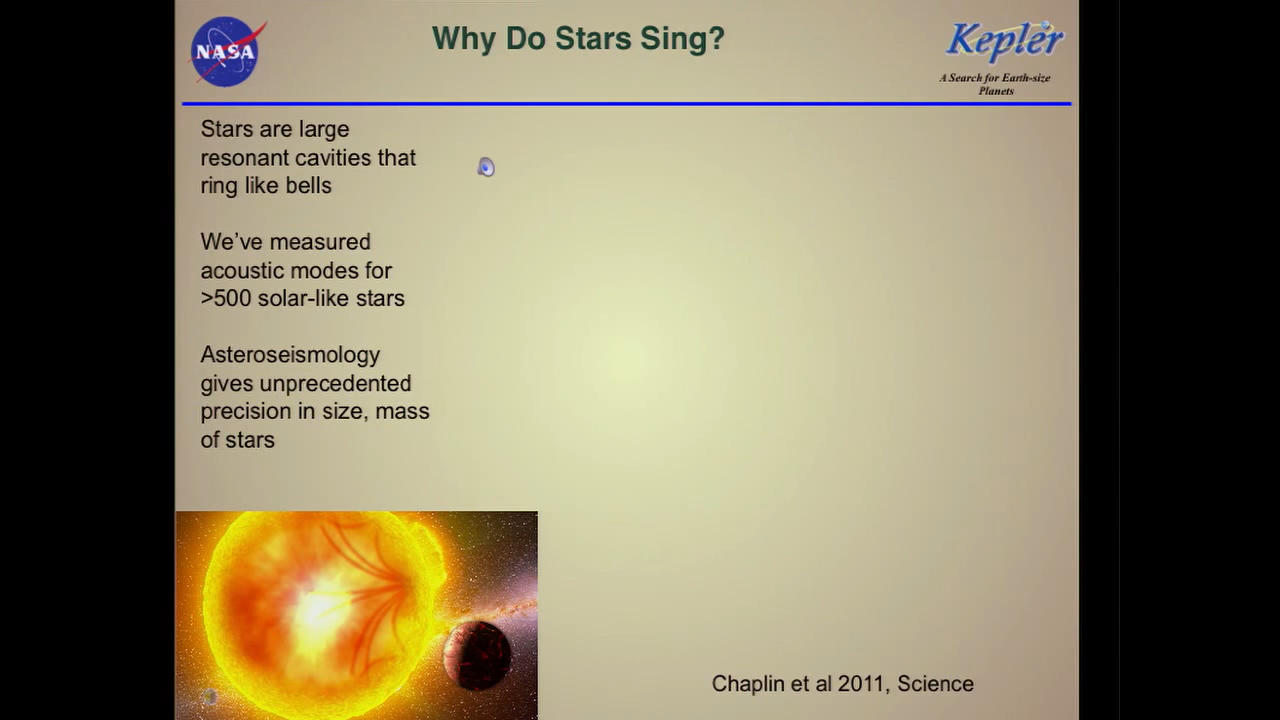 NASA
Why Do Stars Sing?
Kepler
A Search for Earth-size
Planets
Stars are large
resonant cavities that
ring like bells
We've measured
acoustic modes for
>500 solar-like stars
Asteroseismology
gives unprecedented
precision in size, mass
of stars
Chaplin et al 2011, Science